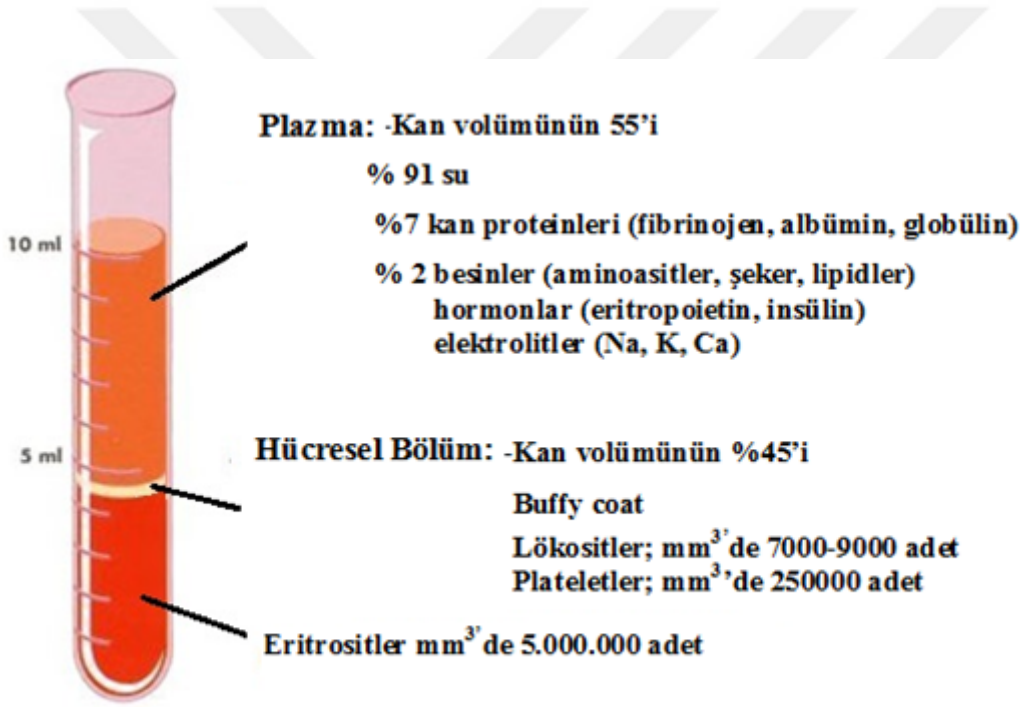 Plazma: -Kan volümünün 55’i
% 91 su
%7 kan proteinleri (fibrinojen, albümin, globülin)
10 ml
% 2 besinler (aminoasitler, şeker, lipidler)
hormonlar (eritropoietin, insülin)
elektrolitler (Na, K, Ca)
5 ml
Hücresel Bölüm: -Kan volümünün %45’i
Buffy coat
Lökositler; mm³’de 7000-9000 adet
Plateletler; mm³’de 250000 adet
Eritrositler mm³’de 5.000.000 adet